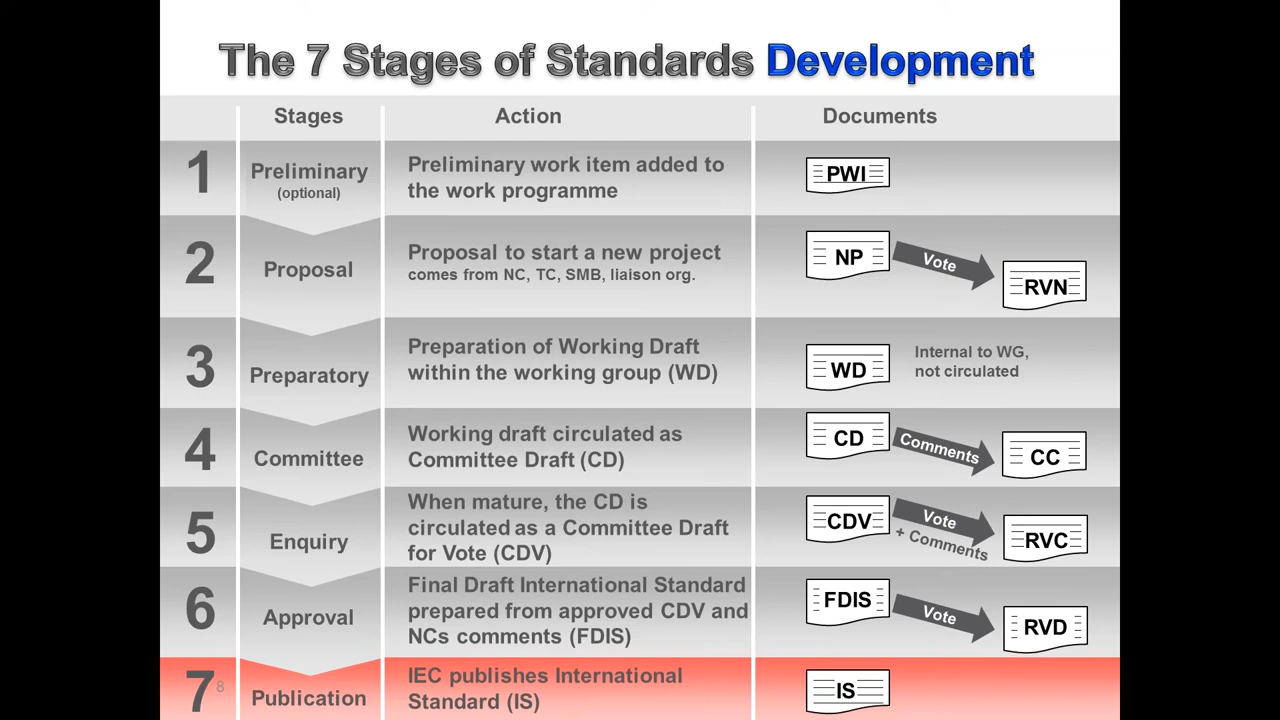 The 7 Stages of Standards Development
Stages Action Documents
1
Preliminary
(optional)
Preliminary work item added to
the work programme
PWI
2
Proposal
Proposal to start a new project
comes from NC, TC, SMB, liaison org.
NP
Vote
RVN
3
Preparatory
Preparation of Working Draft
within the working group (WD)
WD
Internal to WG,
not circulated
4
Committee
Working draft circulated as
Committee Draft (CD)
CD
Comments
CC
5
Enquiry
When mature, the CD is
circulated as a Committee Draft
for Vote (CDV)
CDV
Vote
+ Comments
RVC
6
Approval
Final Draft International Standard
prepared from approved CDV and
NCs comments (FDIS)
FDIS
Vote
RVD
7
8
Publication
IEC publishes International
Standard (IS)
IS